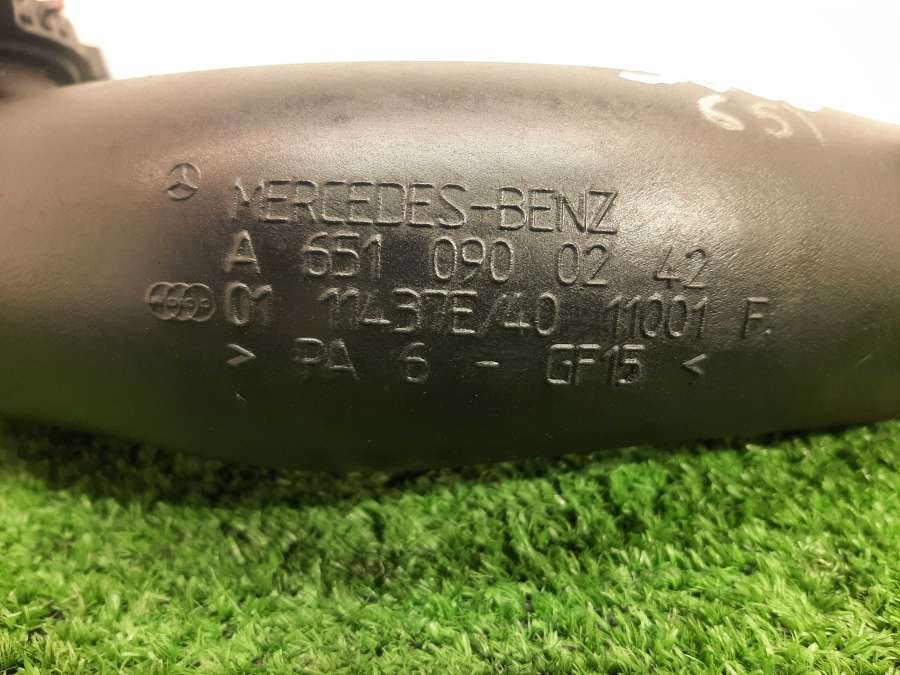 651
MERCEDES-BENZ
A 651 090 02 42
01 11437E/40 11001 F.
> PA 6 - GF15 <